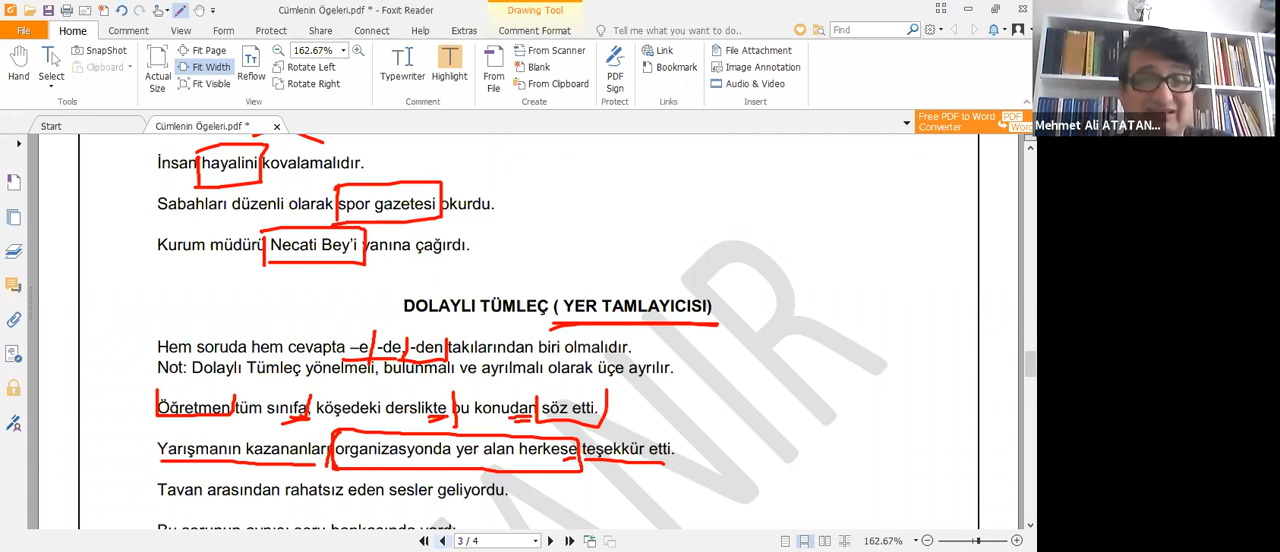 Cümlenin Ögeleri.pdf * - Foxit Reader
Drawing Tool
File Home Comment View Form Protect Share Connect Help Extras Comment Format Tell me what you want to do.. Find
Hand
Select
SnapShot
Clipboard
Tools
Actual Size
Fit Page
Fit Width
Fit Visible
Reflow
162.67%
Rotate Left
Rotate Right
View
Typewriter
Highlight
Comment
From File
From Scanner
Blank
From Clipboard
Create
PDF Sign
Protect
Link
Bookmark
Links
File Attachment
Image Annotation
Audio & Video
Insert
Start
Cümlenin Ögeleri.pdf *
Free PDF to Word Converter
PDF
Word
Mehmet Ali ATATAN...
İnsan hayalini kovalamalıdır.
Sabahları düzenli olarak spor gazetesi okurdu.
Kurum müdürü Necati Bey'i yanına çağırdı.
DOLAYLI TÜMLEÇ ( YER TAMLAYICISI)
Hem soruda hem cevapta –e, -de, -den takılarından biri olmalıdır.
Not: Dolaylı Tümleç yönelmeli, bulunmalı ve ayrılmalı olarak üçe ayrılır.
Öğretmen tüm sınıfa, köşedeki derslikte bu konudan söz etti.
Yarışmanın kazananları organizasyonda yer alan herkese teşekkür etti.
Tavan arasından rahatsız eden sesler geliyordu.
3 / 4
162.67%